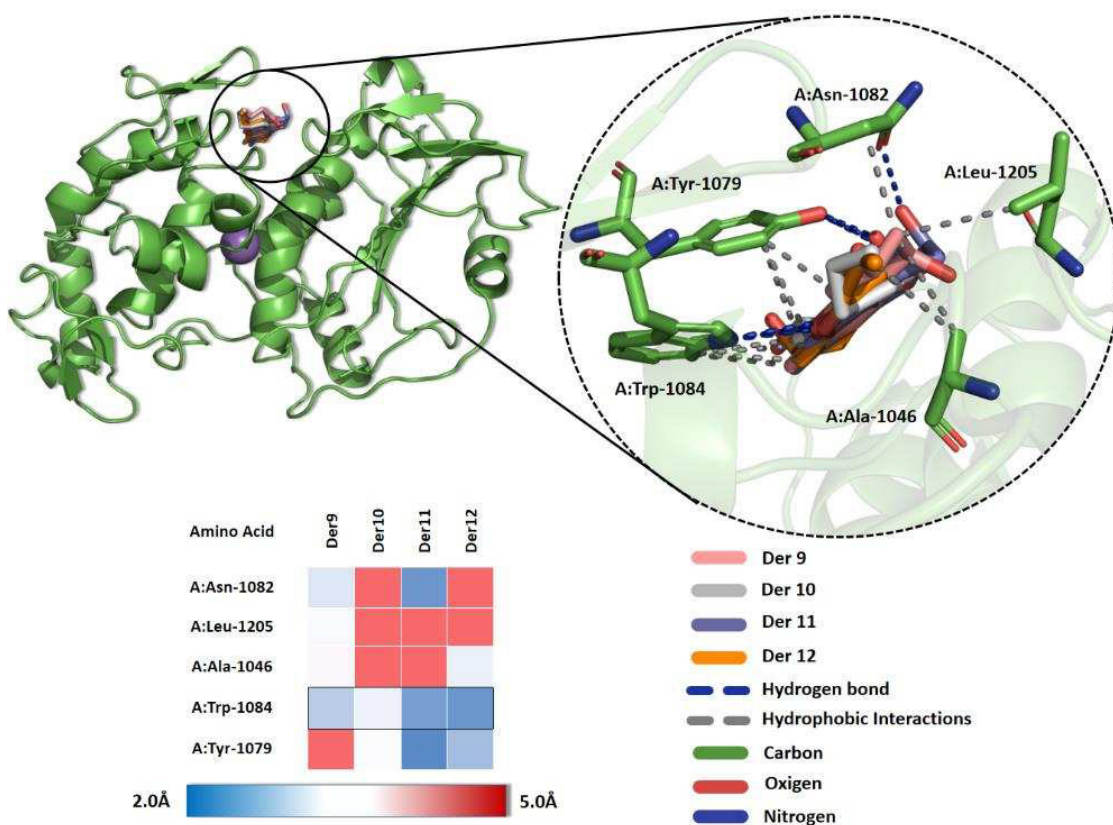 A:Asn-1082
A:Leu-1205
A:Tyr-1079
A:Trp-1084
A:Ala-1046
Amino Acid
Der9
Der10
Der11
Der12
A:Asn-1082
A:Leu-1205
A:Ala-1046
A:Trp-1084
A:Tyr-1079
2.0Å
5.0Å
Der 9
Der 10
Der 11
Der 12
Hydrogen bond
Hydrophobic Interactions
Carbon
Oxigen
Nitrogen